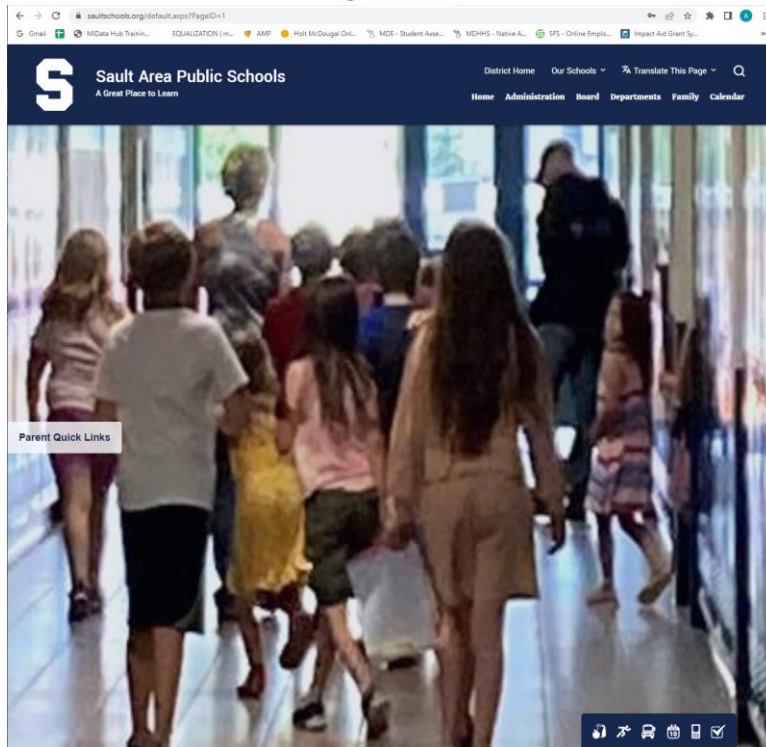 saultschools.org/default.aspx?PageID=1
Gmail MIData Hub Trainin... EQUALIZATION | m... AMP Holt McDougal Onl... MDE - Student Asse... MDHHS - Native A... SFS - Online Emplo... Impact Aid Grant Sy... »
S
Sault Area Public Schools
A Great Place to Learn
District Home Our Schools Translate This Page
Home Administration Board Departments Family Calendar
Parent Quick Links
10